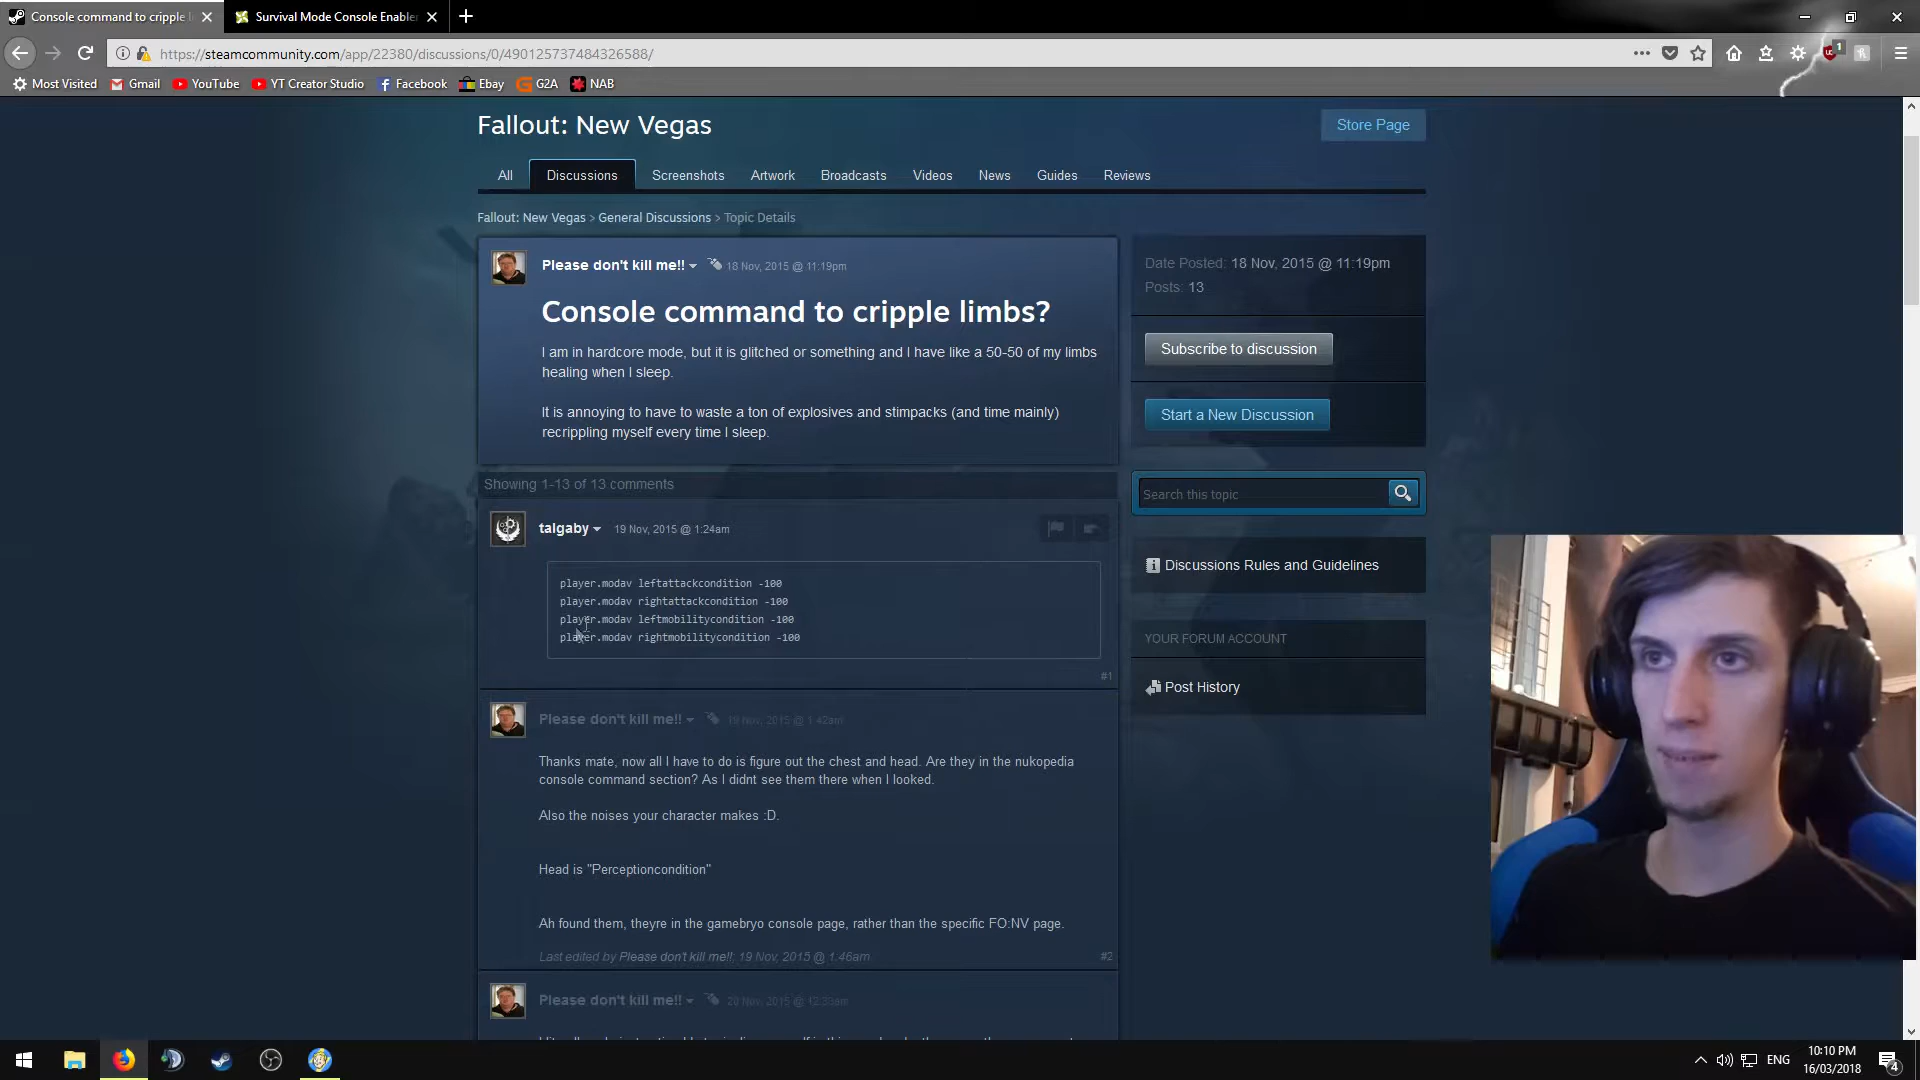 Console command to cripple l
Survival Mode Console Enable
https://steamcommunity.com/app/22380/discussions/0/490125737484326588/
1
Most Visited Gmail YouTube YT Creator Studio Facebook Ebay G2A NAB
Fallout: New Vegas
Store Page
All Discussions Screenshots Artwork Broadcasts Videos News Guides Reviews
Fallout: New Vegas > General Discussions > Topic Details
Please don't kill me!! 18 Nov, 2015 @ 11:19pm
Console command to cripple limbs?
I am in hardcore mode, but it is glitched or something and I have like a 50-50 of my limbs
healing when I sleep.
It is annoying to have to waste a ton of explosives and stimpacks (and time mainly)
recrippling myself every time I sleep.
Date Posted: 18 Nov, 2015 @ 11:19pm
Posts: 13
Subscribe to discussion
Start a New Discussion
Search this topic
Discussions Rules and Guidelines
YOUR FORUM ACCOUNT
Post History
Showing 1-13 of 13 comments
talgaby 19 Nov, 2015 @ 1:24am
player.modav leftattackcondition -100
player.modav rightattackcondition -100
player.modav leftmobilitycondition -100
player.modav rightmobilitycondition -100
#1
Please don't kill me!! 19 Nov, 2015 @ 1:42am
Thanks mate, now all I have to do is figure out the chest and head. Are they in the nukopedia
console command section? As I didnt see them there when I looked.
Also the noises your character makes :D.
Head is "Perceptioncondition"
Ah found them, theyre in the gamebryo console page, rather than the specific FO:NV page.
Last edited by Please don't kill me!!; 19 Nov, 2015 @ 1:46am
#2
Please don't kill me!!
ENG
10:10 PM
16/03/2018
4